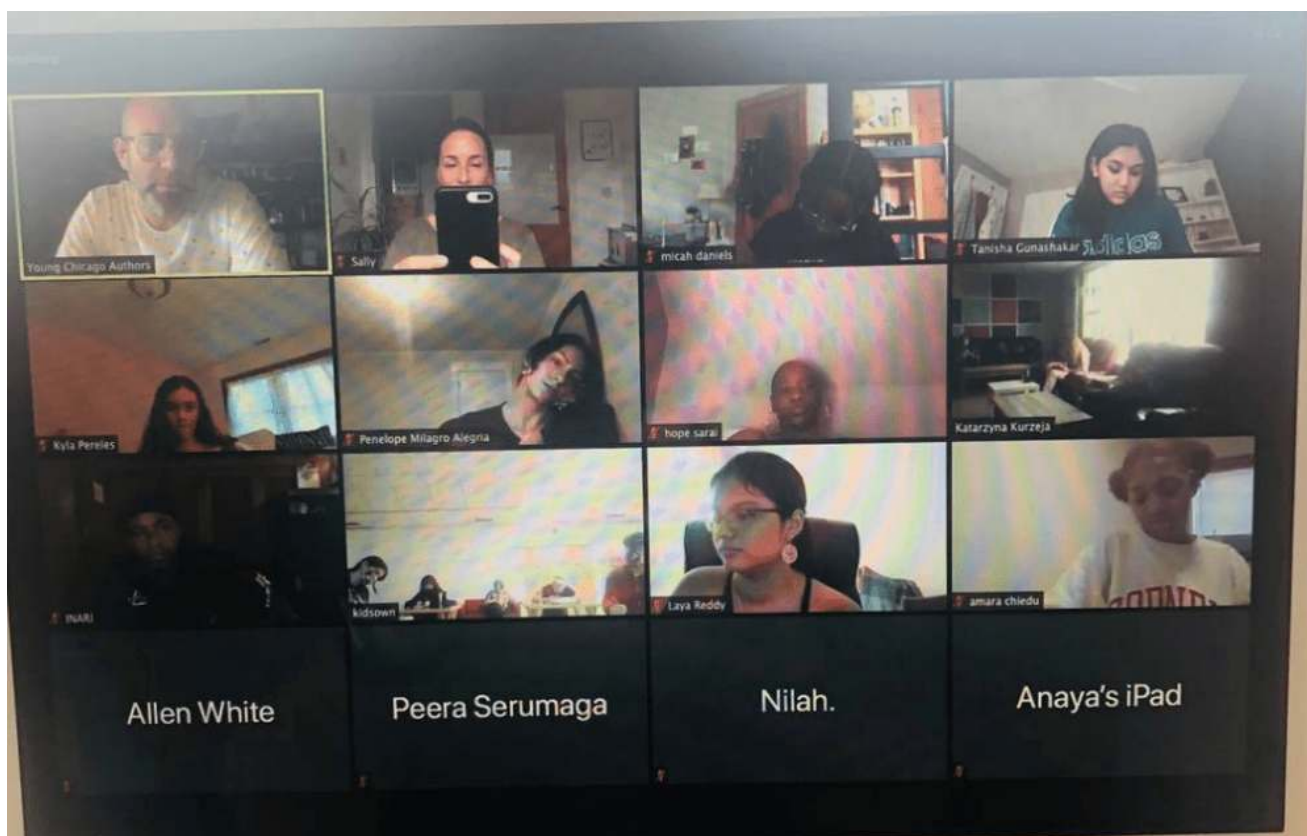 Young Chicago Authors
Sally
micah daniels
Tanisha Gunashakar
adidas
Kyla Pereles
Penelope Milagro Alegria
hope sarai
Katarzyna Kurzeja
INARI
kidsown
Laya Reddy
amara chiedu
Allen White
Peera Serumaga
Nilah.
Anaya's iPad